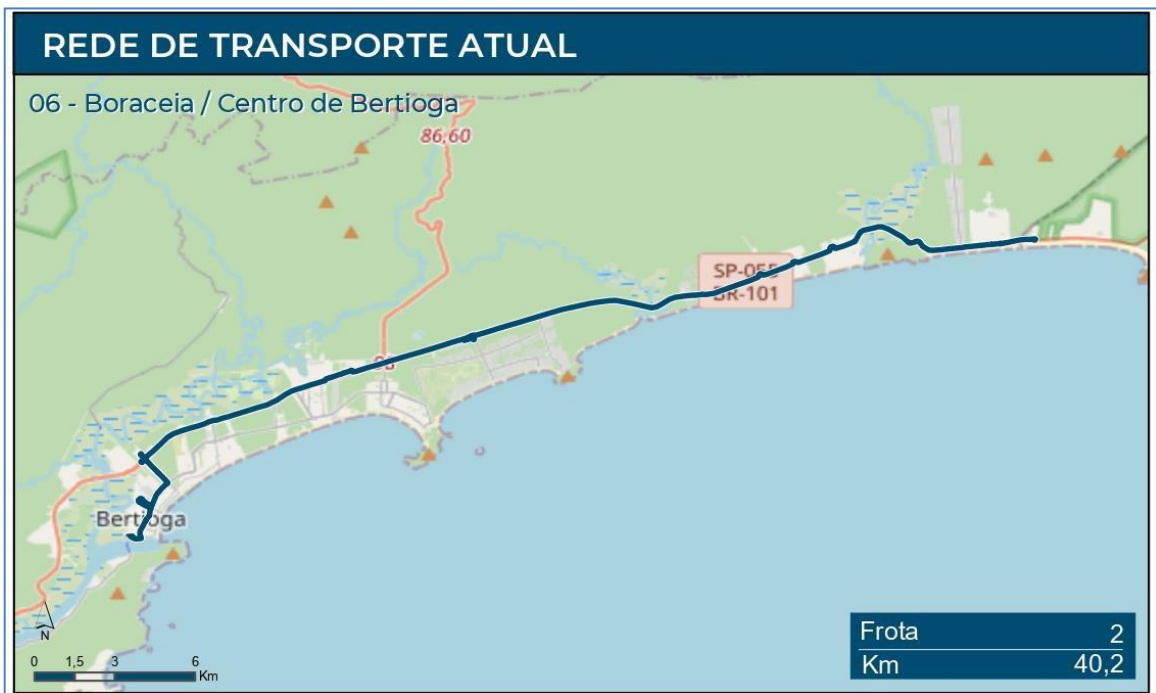 REDE DE TRANSPORTE ATUAL
06 - Boraceia / Centro de Bertioga
86,60
SP-055
BR-101
98
Bertioga
N
0 1,5 3 6
Km
Frota 2
Km 40,2